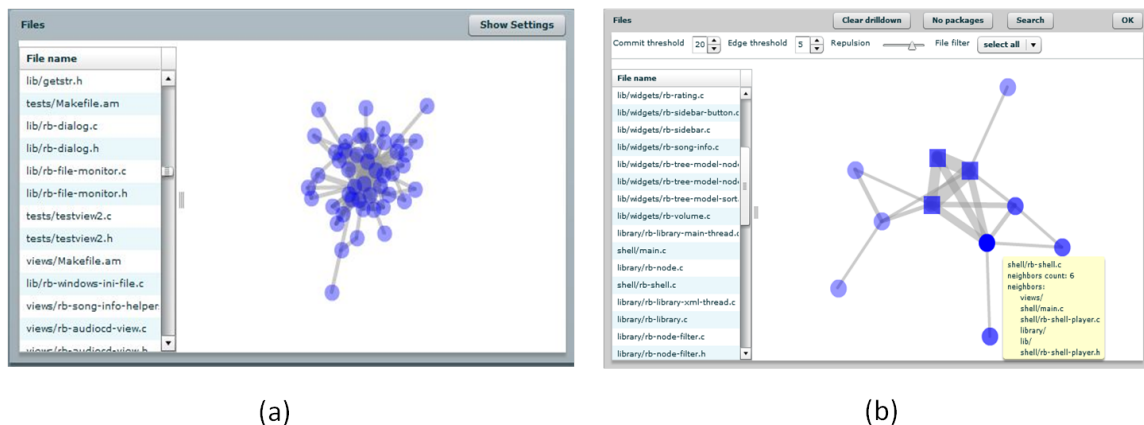 Files
Show Settings
File name
lib/getstr.h
tests/Makefile.am
lib/rb-dialog.c
lib/rb-dialog.h
lib/rb-file-monitor.c
lib/rb-file-monitor.h
tests/testview2.c
tests/testview2.h
views/Makefile.am
lib/rb-windows-ini-file.c
views/rb-song-info-helper
views/rb-audiocd-view.c
views/rb-audiocd-view.h
(a)
Files
Clear drilldown
No packages
Search
OK
Commit threshold 20 Edge threshold 5 Repulsion File filter select all
File name
lib/widgets/rb-rating.c
lib/widgets/rb-sidebar-button.c
lib/widgets/rb-sidebar.c
lib/widgets/rb-song-info.c
lib/widgets/rb-tree-model-node
lib/widgets/rb-tree-model-node
lib/widgets/rb-tree-model-sort.
lib/widgets/rb-volume.c
library/rb-library-main-thread.c
shell/main.c
library/rb-node.c
shell/rb-shell.c
library/rb-library-xml-thread.c
library/rb-library.c
library/rb-node-filter.c
library/rb-node-filter.h
shell/rb-shell.c
neighbors count: 6
neighbors:
views/
shell/main.c
shell/rb-shell-player.c
library/
lib/
shell/rb-shell-player.h
(b)